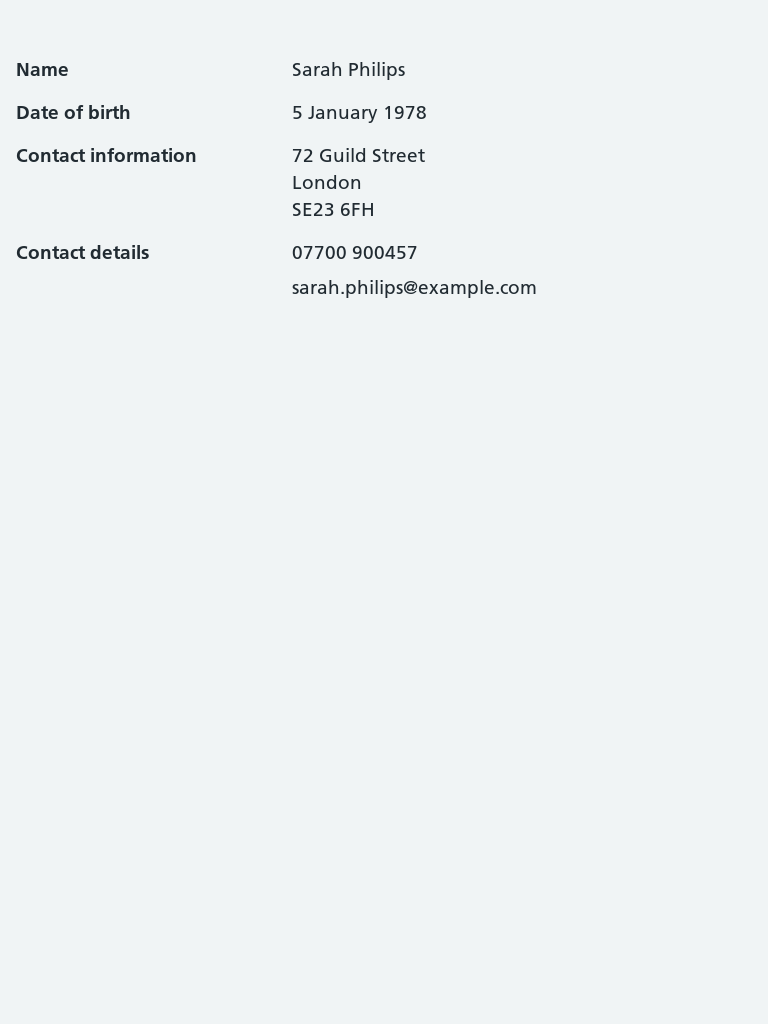 Name
Sarah Philips
Date of birth
5 January 1978
Contact information
72 Guild Street
London
SE23 6FH
Contact details
07700 900457
sarah.philips@example.com